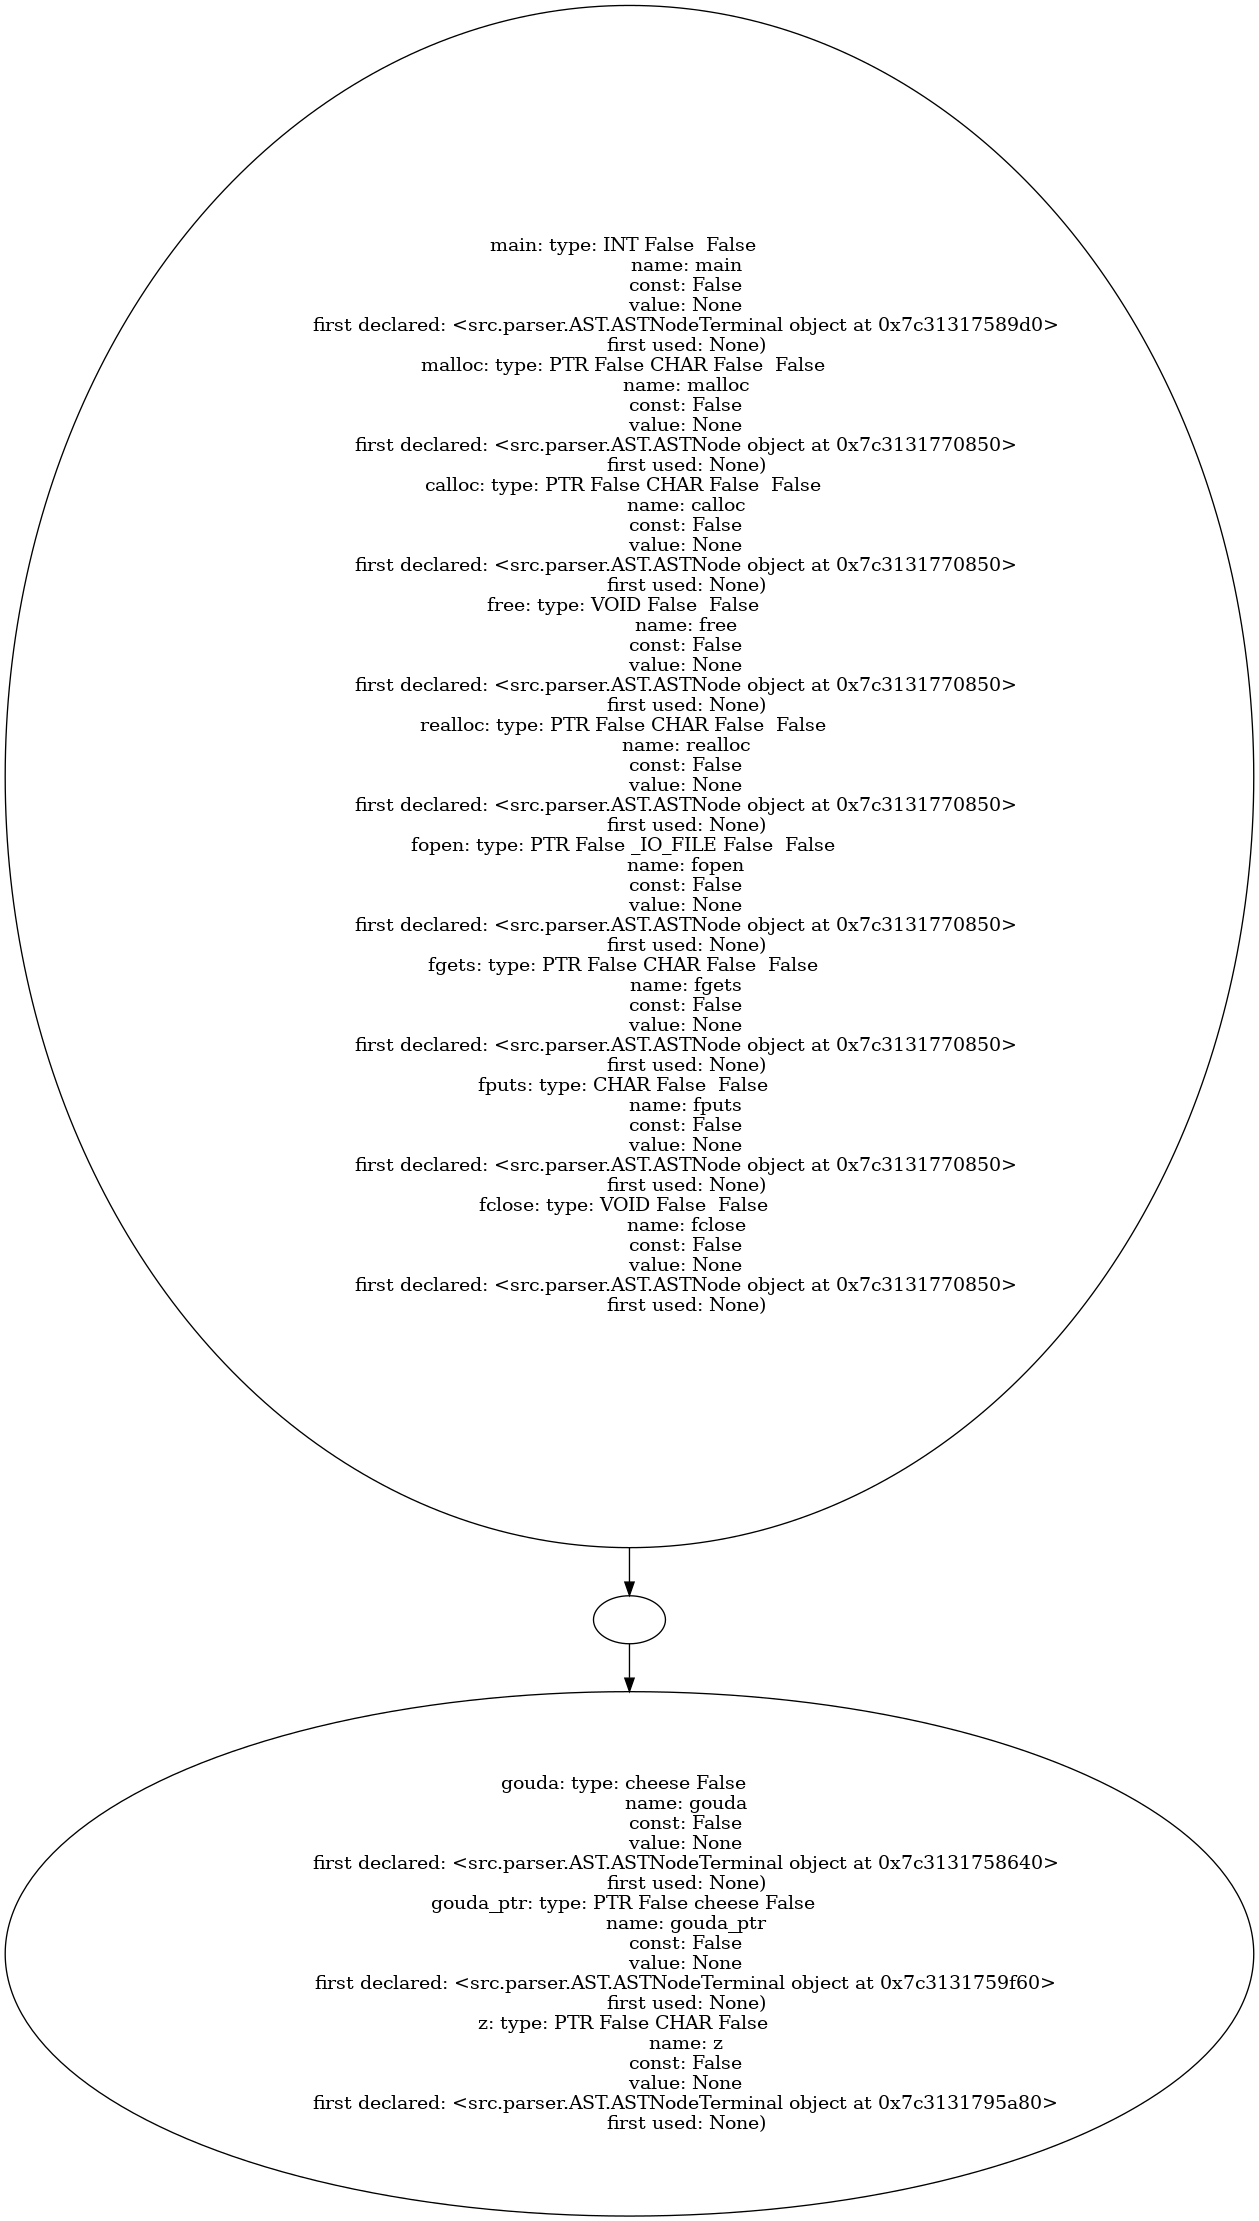 main: type: INT False  False
name: main
const: False
value: None
first declared: <src.parser.AST.ASTNodeTerminal object at 0x7c31317589d0>
first used: None)
malloc: type: PTR False CHAR False  False
name: malloc
const: False
value: None
first declared: <src.parser.AST.ASTNode object at 0x7c3131770850>
first used: None)
calloc: type: PTR False CHAR False  False
name: calloc
const: False
value: None
first declared: <src.parser.AST.ASTNode object at 0x7c3131770850>
first used: None)
free: type: VOID False  False
name: free
const: False
value: None
first declared: <src.parser.AST.ASTNode object at 0x7c3131770850>
first used: None)
realloc: type: PTR False CHAR False  False
name: realloc
const: False
value: None
first declared: <src.parser.AST.ASTNode object at 0x7c3131770850>
first used: None)
fopen: type: PTR False _IO_FILE False  False
name: fopen
const: False
value: None
first declared: <src.parser.AST.ASTNode object at 0x7c3131770850>
first used: None)
fgets: type: PTR False CHAR False  False
name: fgets
const: False
value: None
first declared: <src.parser.AST.ASTNode object at 0x7c3131770850>
first used: None)
fputs: type: CHAR False  False
name: fputs
const: False
value: None
first declared: <src.parser.AST.ASTNode object at 0x7c3131770850>
first used: None)
fclose: type: VOID False  False
name: fclose
const: False
value: None
first declared: <src.parser.AST.ASTNode object at 0x7c3131770850>
first used: None)
gouda: type: cheese False
name: gouda
const: False
value: None
first declared: <src.parser.AST.ASTNodeTerminal object at 0x7c3131758640>
first used: None)
gouda_ptr: type: PTR False cheese False
name: gouda_ptr
const: False
value: None
first declared: <src.parser.AST.ASTNodeTerminal object at 0x7c3131759f60>
first used: None)
z: type: PTR False CHAR False
name: z
const: False
value: None
first declared: <src.parser.AST.ASTNodeTerminal object at 0x7c3131795a80>
first used: None)